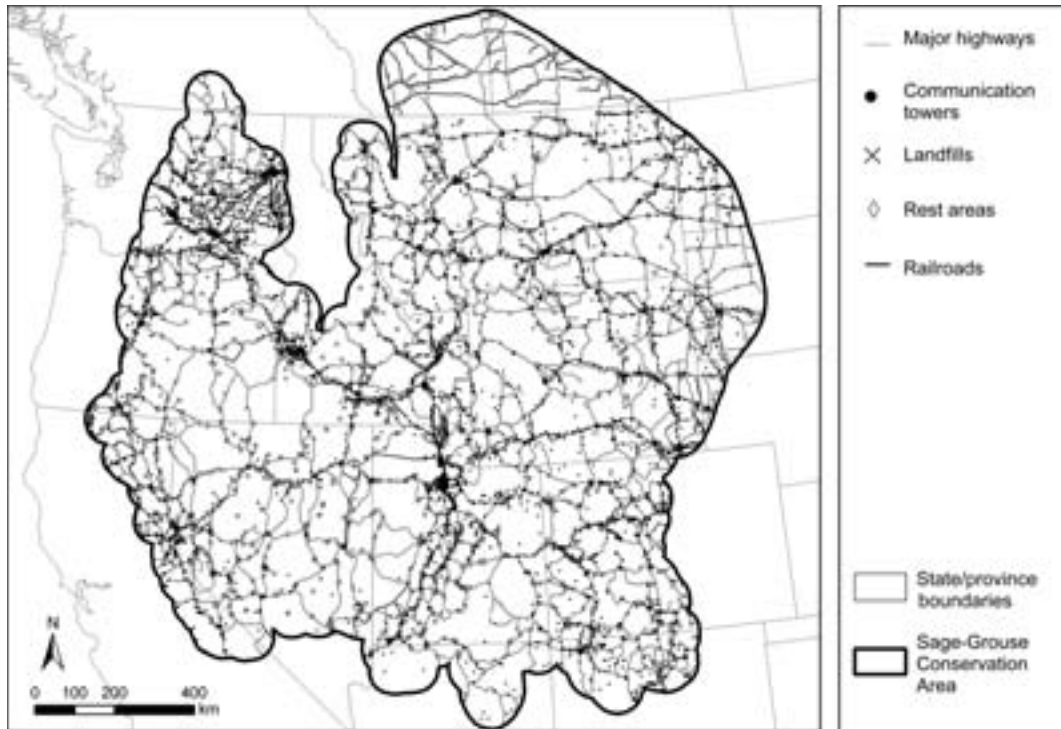 Major highways
Communication
towers
Landfills
Rest areas
Railroads
State/province
boundaries
Sage-Grouse
Conservation
Area
N
0 100 200 400
km